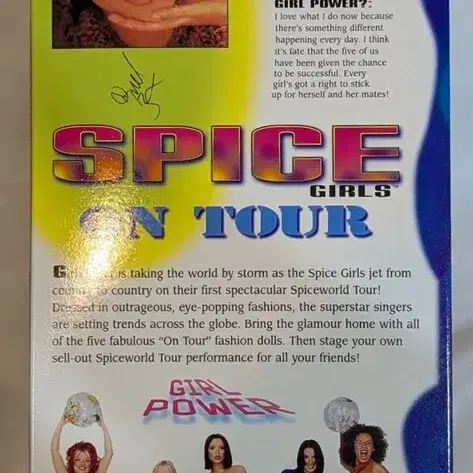 GIRL POWER?:
I love what I do now because
there's something different
happening every day. I think
it's fate that the five of us
have been given the chance
to be successful. Every
girl's got a right to stick
up for herself and her mates!
SPICE
GIRLS
ON TOUR
is taking the world by storm as the Spice Girls jet from
country to country on their first spectacular Spiceworld Tour!
Dressed in outrageous, eye-popping fashions, the superstar singers
are setting trends across the globe. Bring the glamour home with all
of the five fabulous "On Tour" fashion dolls. Then stage your own
sell-out Spiceworld Tour performance for all your friends!
GIRL
POWER